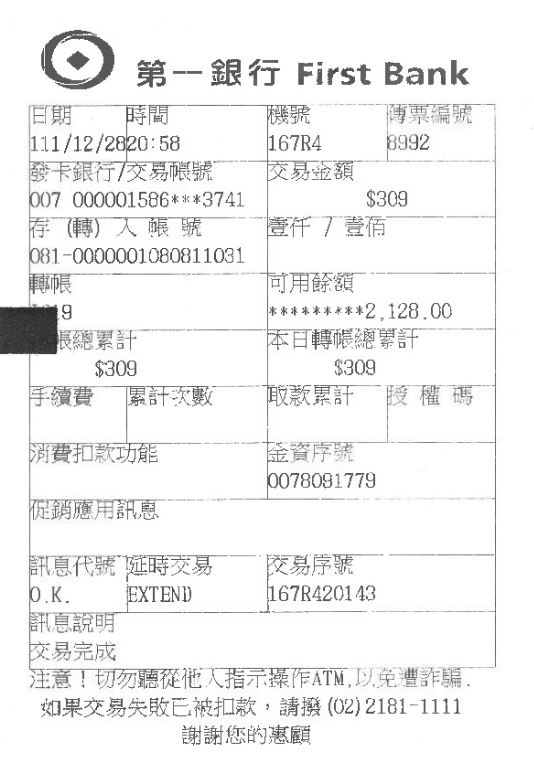 第一銀行 First Bank
日期 時間 機號 傳票編號
111/12/28 20:58 167R4 8992
發卡銀行/交易帳號 交易金額
007 000001586***3741 $309
存 (轉) 入 帳 號 壹仟 / 壹佰
081-0000001080811031
轉帳 可用餘額
19 *********2,128.00
帳總累計 本日轉帳總累計
$309 $309
手續費 累計次數 取款累計 授 權 碼
消費扣款功能 金資序號
0078091779
促銷應用訊息
訊息代號 延時交易 交易序號
O.K. EXTEND 167R420143
訊息說明
交易完成
注意！切勿聽從他人指示操作ATM,以免遭詐騙.
如果交易失敗已被扣款，請撥(02)2181-1111
謝謝您的惠顧